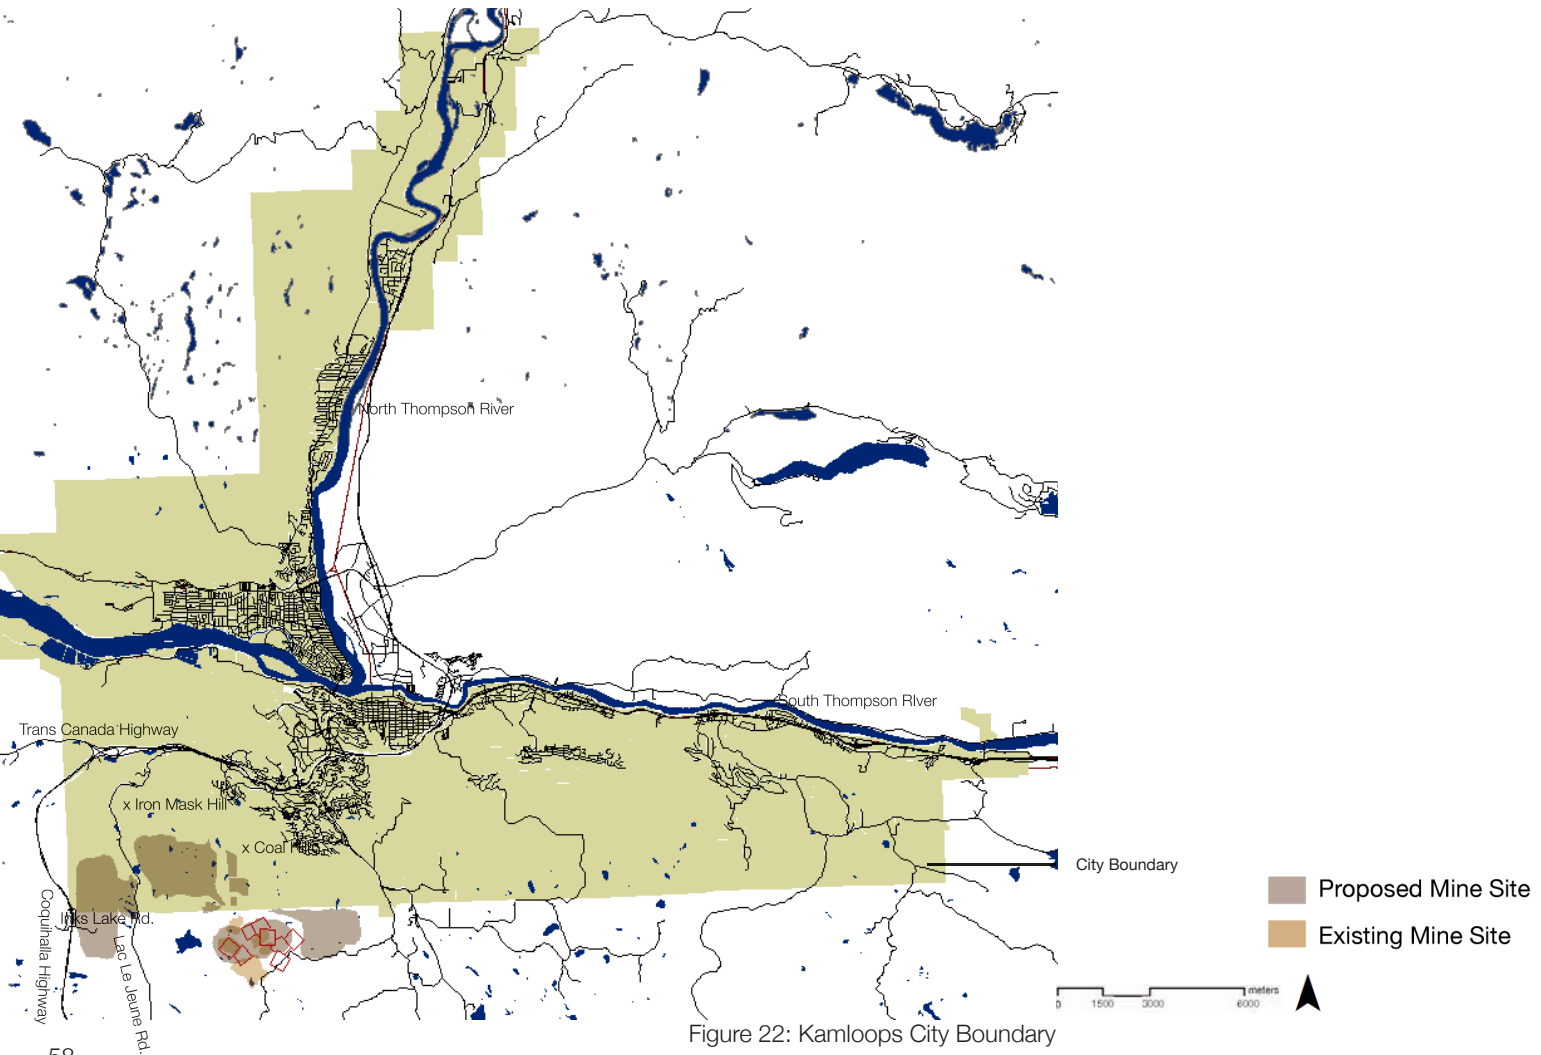 North Thompson River
South Thompson RIver
Trans Canada Highway
x Iron Mask Hill
x Coal Hill
City Boundary
Proposed Mine Site
Inks Lake Rd.
Existing Mine Site
Coquihalla Highway
Lac Le Jeune Rd.
meters
0 1500 3000 6000
Figure 22: Kamloops City Boundary
58